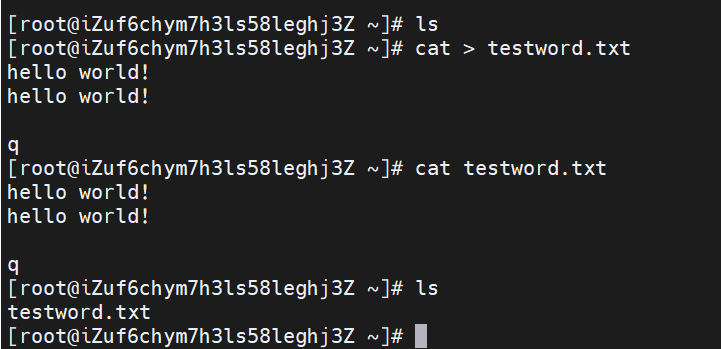 [root@iZuf6chym7h3ls58leghj3Z ~]# ls
[root@iZuf6chym7h3ls58leghj3Z ~]# cat > testword.txt
hello world!
hello world!

q
[root@iZuf6chym7h3ls58leghj3Z ~]# cat testword.txt
hello world!
hello world!

q
[root@iZuf6chym7h3ls58leghj3Z ~]# ls
testword.txt
[root@iZuf6chym7h3ls58leghj3Z ~]#